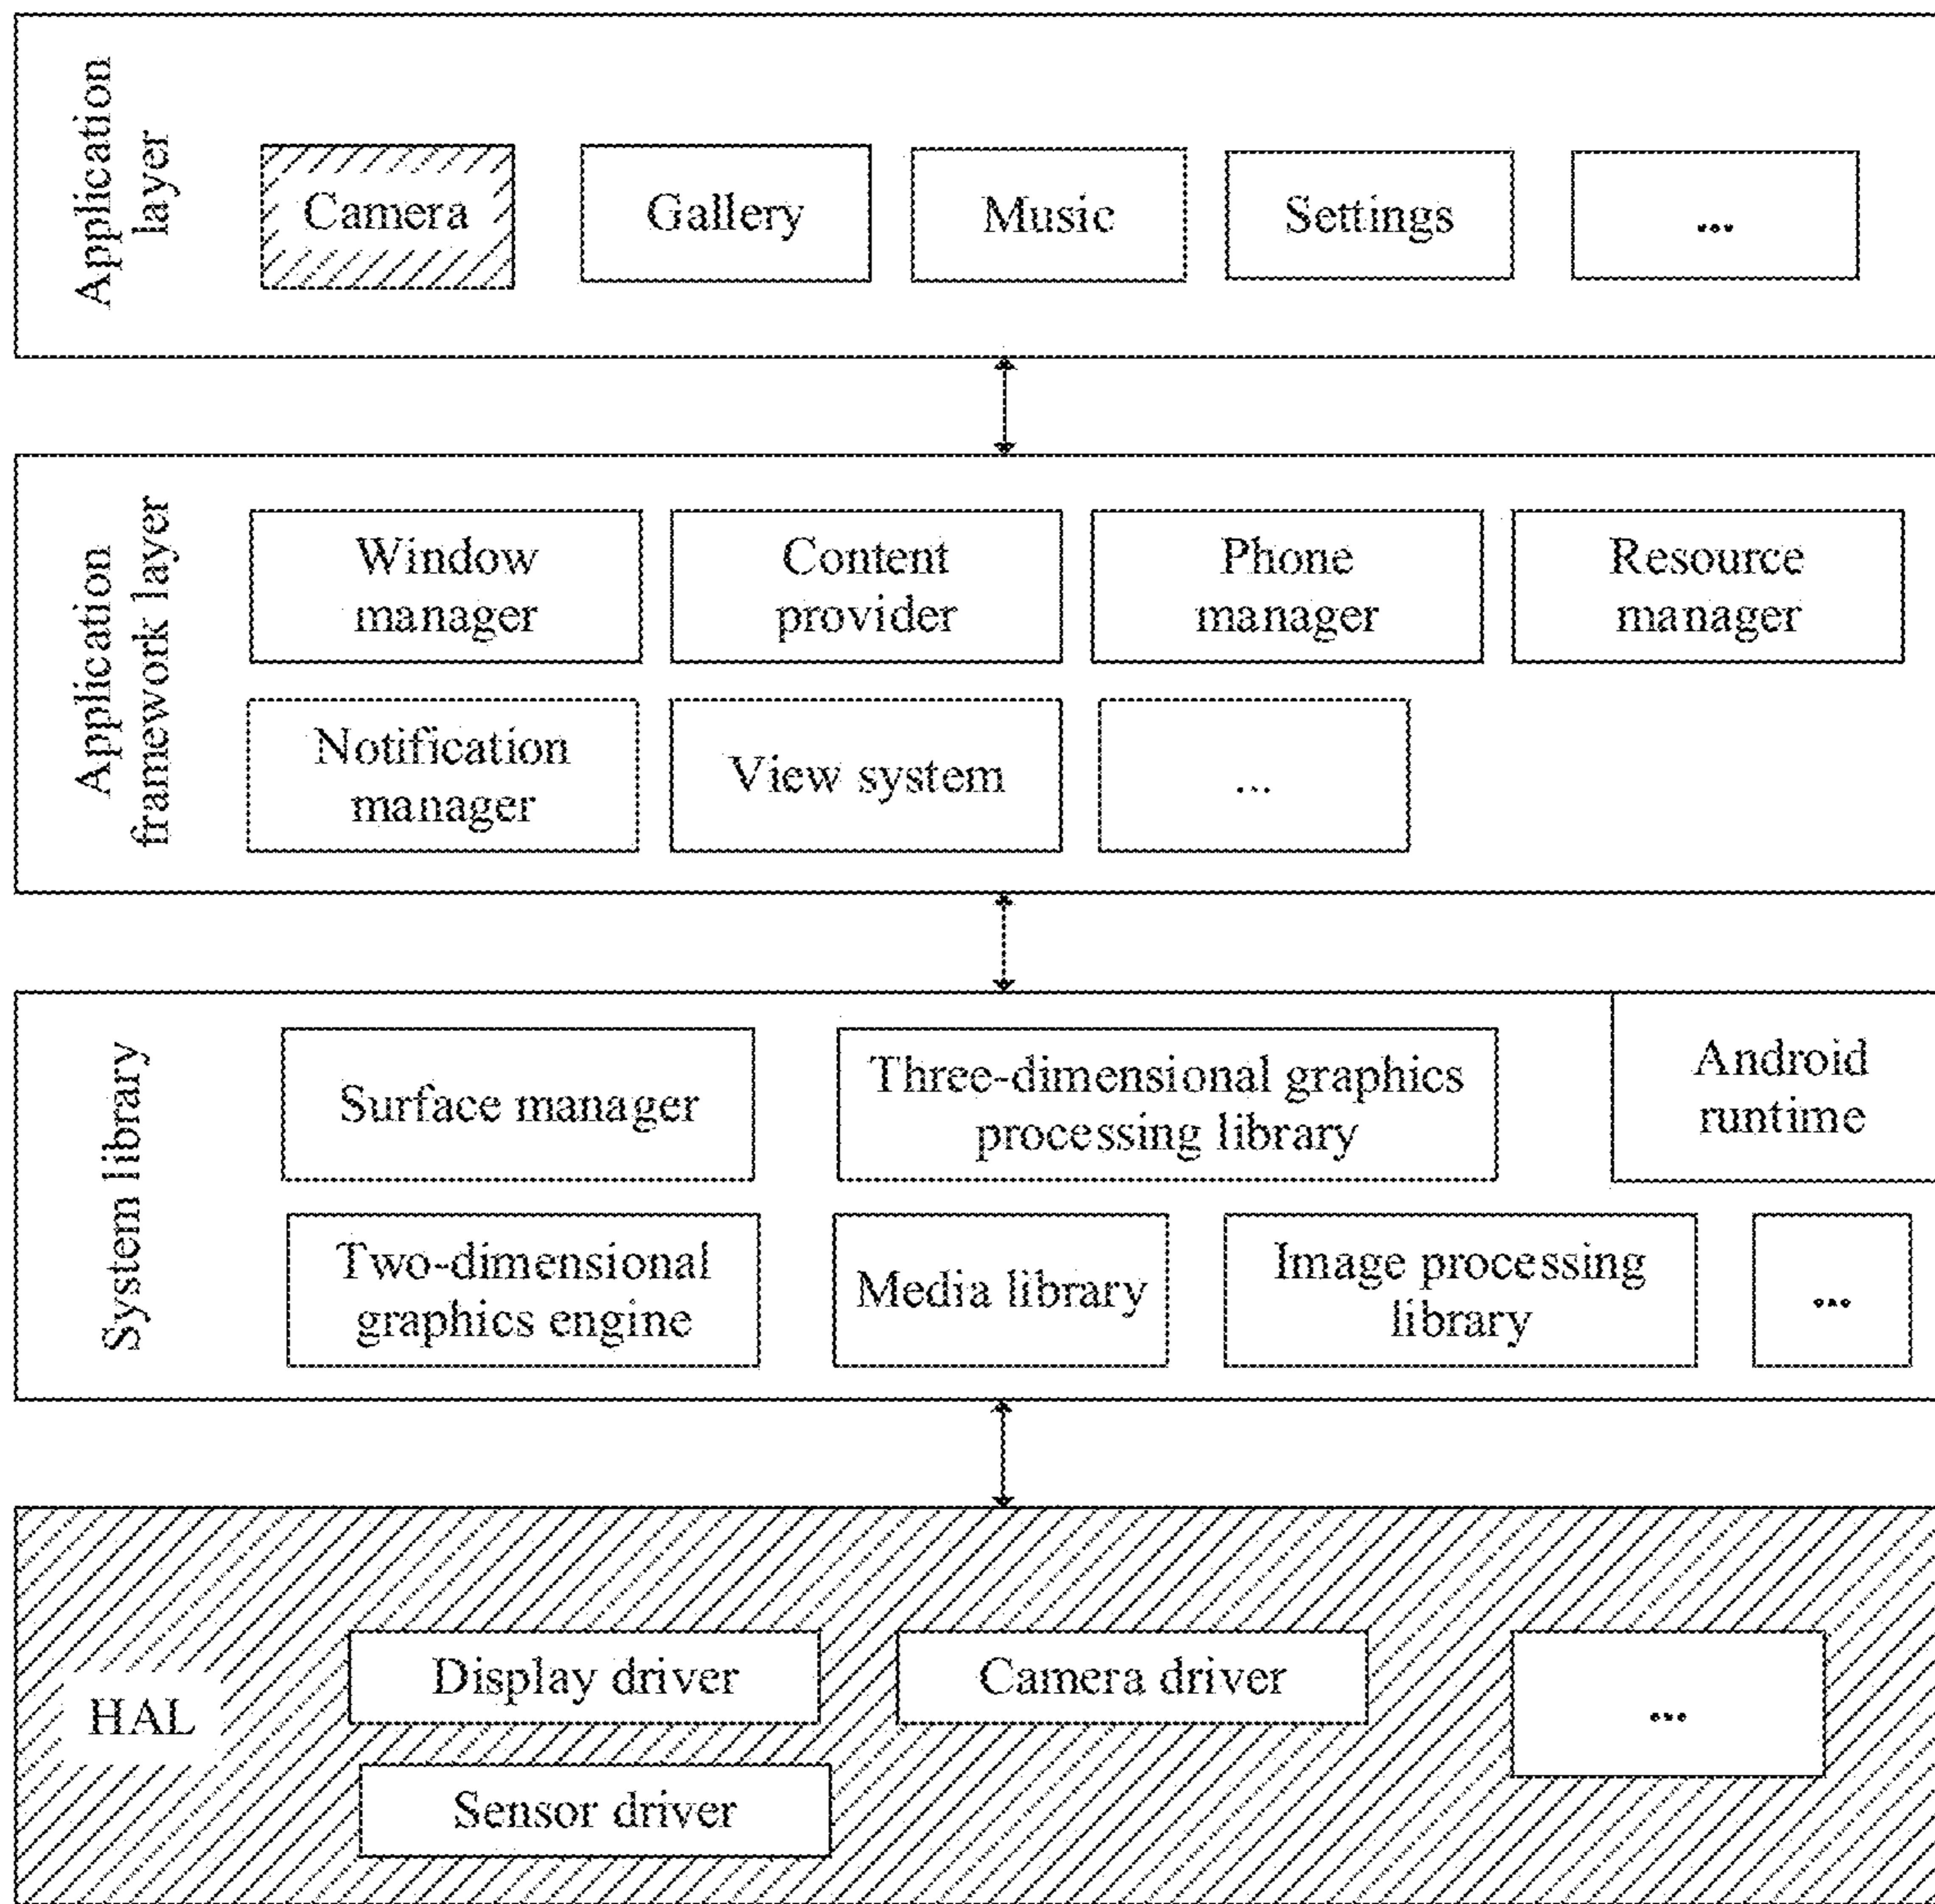 Application
layer
Camera
Gallery
Music
Settings
...
Application
framework layer
Window
manager
Content
provider
Phone
manager
Resource
manager
Notification
manager
View system
...
System library
Surface manager
Three-dimensional graphics
processing library
Android
runtime
Two-dimensional
graphics engine
Media library
Image processing
library
...
HAL
Display driver
Camera driver
...
Sensor driver